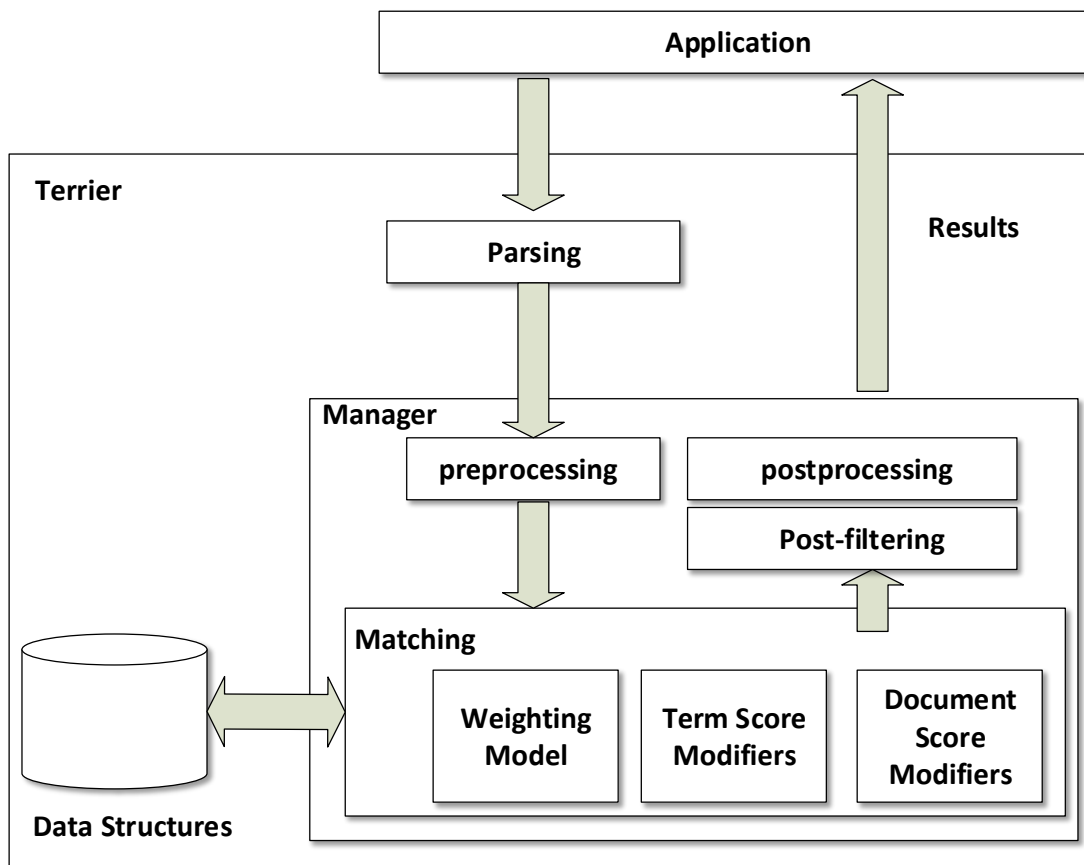 Application
Terrier
Results
Parsing
Manager
preprocessing
postprocessing
Post-filtering
Matching
Weighting
Model
Term Score
Modifiers
Document
Score
Modifiers
Data Structures